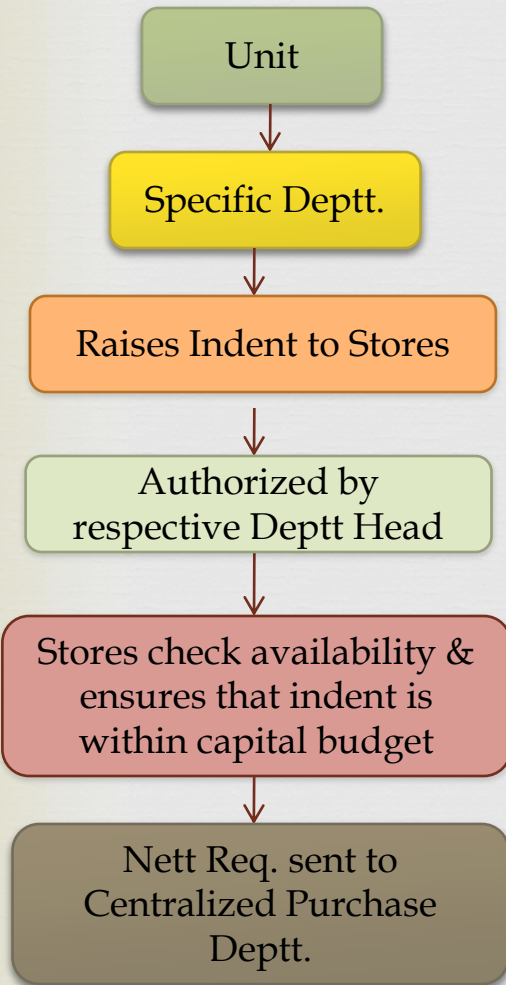 Unit
Specific Deptt.
Raises Indent to Stores
Authorized by
respective Deptt Head
Stores check availability &
ensures that indent is
within capital budget
Nett Req. sent to
Centralized Purchase
Deptt.